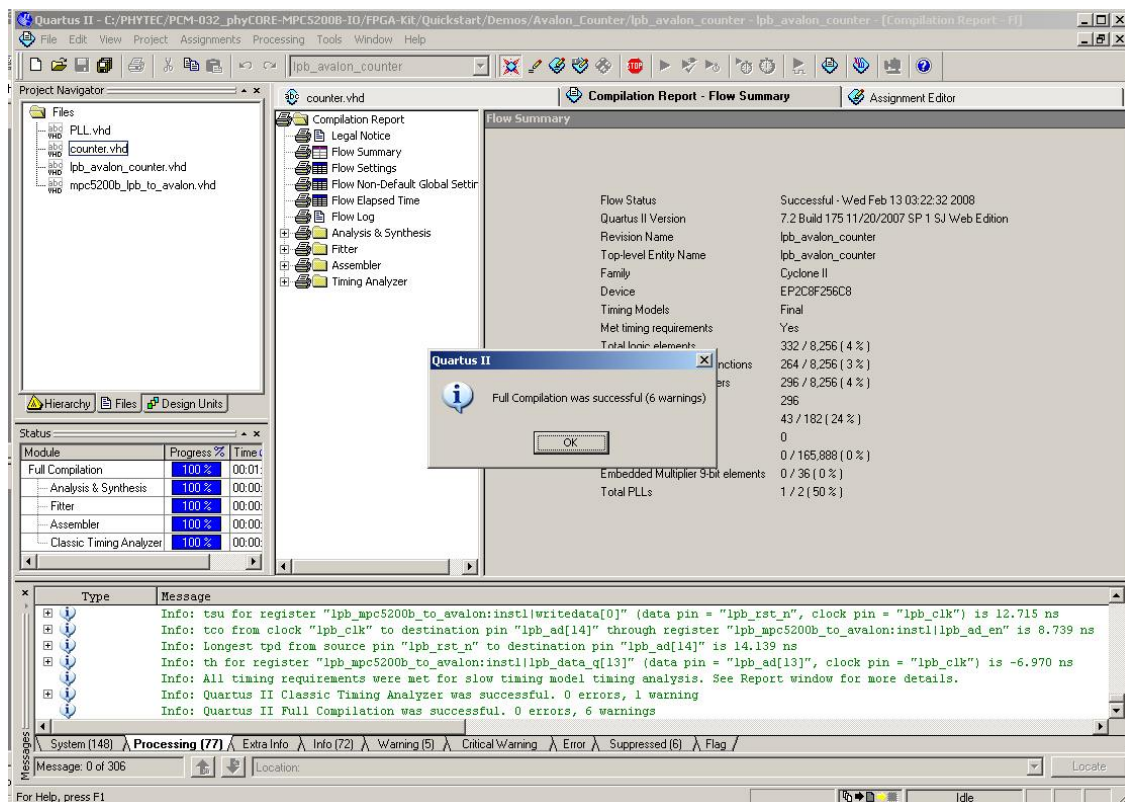 Quartus II - C:/PHYTEC/PCM-032_phyCORE-MPC5200B-IO/FPGA-Kit/Quickstart/Demos/Avalon_Counter/lpb_avalon_counter - lpb_avalon_counter - [Compilation Report - Fl]
File Edit View Project Assignments Processing Tools Window Help
lpb_avalon_counter
STOP
Project Navigator
Files
PLL.vhd
counter.vhd
lpb_avalon_counter.vhd
mpc5200b_lpb_to_avalon.vhd
Hierarchy Files Design Units
Status
Module Progress % Time
Full Compilation 100 % 00:01:
Analysis & Synthesis 100 % 00:00:
Fitter 100 % 00:00:
Assembler 100 % 00:00:
Classic Timing Analyzer 100 % 00:00:
counter.vhd Compilation Report - Flow Summary Assignment Editor
Compilation Report
Legal Notice
Flow Summary
Flow Settings
Flow Non-Default Global Settir
Flow Elapsed Time
Flow Log
Analysis & Synthesis
Fitter
Assembler
Timing Analyzer
Flow Summary
Flow Status Successful - Wed Feb 13 03:22:32 2008
Quartus II Version 7.2 Build 175 11/20/2007 SP 1 SJ Web Edition
Revision Name lpb_avalon_counter
Top-level Entity Name lpb_avalon_counter
Family Cyclone II
Device EP2C8F256C8
Timing Models Final
Met timing requirements Yes
Total logic elements 332 / 8,256 ( 4 % )
nctions 264 / 8,256 ( 3 % )
ers 296 / 8,256 ( 4 % )
296
43 / 182 ( 24 % )
0
0 / 165,888 ( 0 % )
Embedded Multiplier 9-bit elements 0 / 36 ( 0 % )
Total PLLs 1 / 2 ( 50 % )
Quartus II
Full Compilation was successful (6 warnings)
OK
Type Message
Info: tsu for register "lpb_mpc5200b_to_avalon:inst1|writedata[0]" (data pin = "lpb_rst_n", clock pin = "lpb_clk") is 12.715 ns
Info: tco from clock "lpb_clk" to destination pin "lpb_ad[14]" through register "lpb_mpc5200b_to_avalon:inst1|lpb_ad_en" is 8.739 ns
Info: Longest tpd from source pin "lpb_rst_n" to destination pin "lpb_ad[14]" is 14.139 ns
Info: th for register "lpb_mpc5200b_to_avalon:inst1|lpb_data_q[13]" (data pin = "lpb_ad[13]", clock pin = "lpb_clk") is -6.970 ns
Info: All timing requirements were met for slow timing model timing analysis. See Report window for more details.
Info: Quartus II Classic Timing Analyzer was successful. 0 errors, 1 warning
Info: Quartus II Full Compilation was successful. 0 errors, 6 warnings
Messages
System (148) Processing (77) Extra Info Info (72) Warning (5) Critical Warning Error Suppressed (6) Flag
Message: 0 of 306 Location: Locate
For Help, press F1 Idle